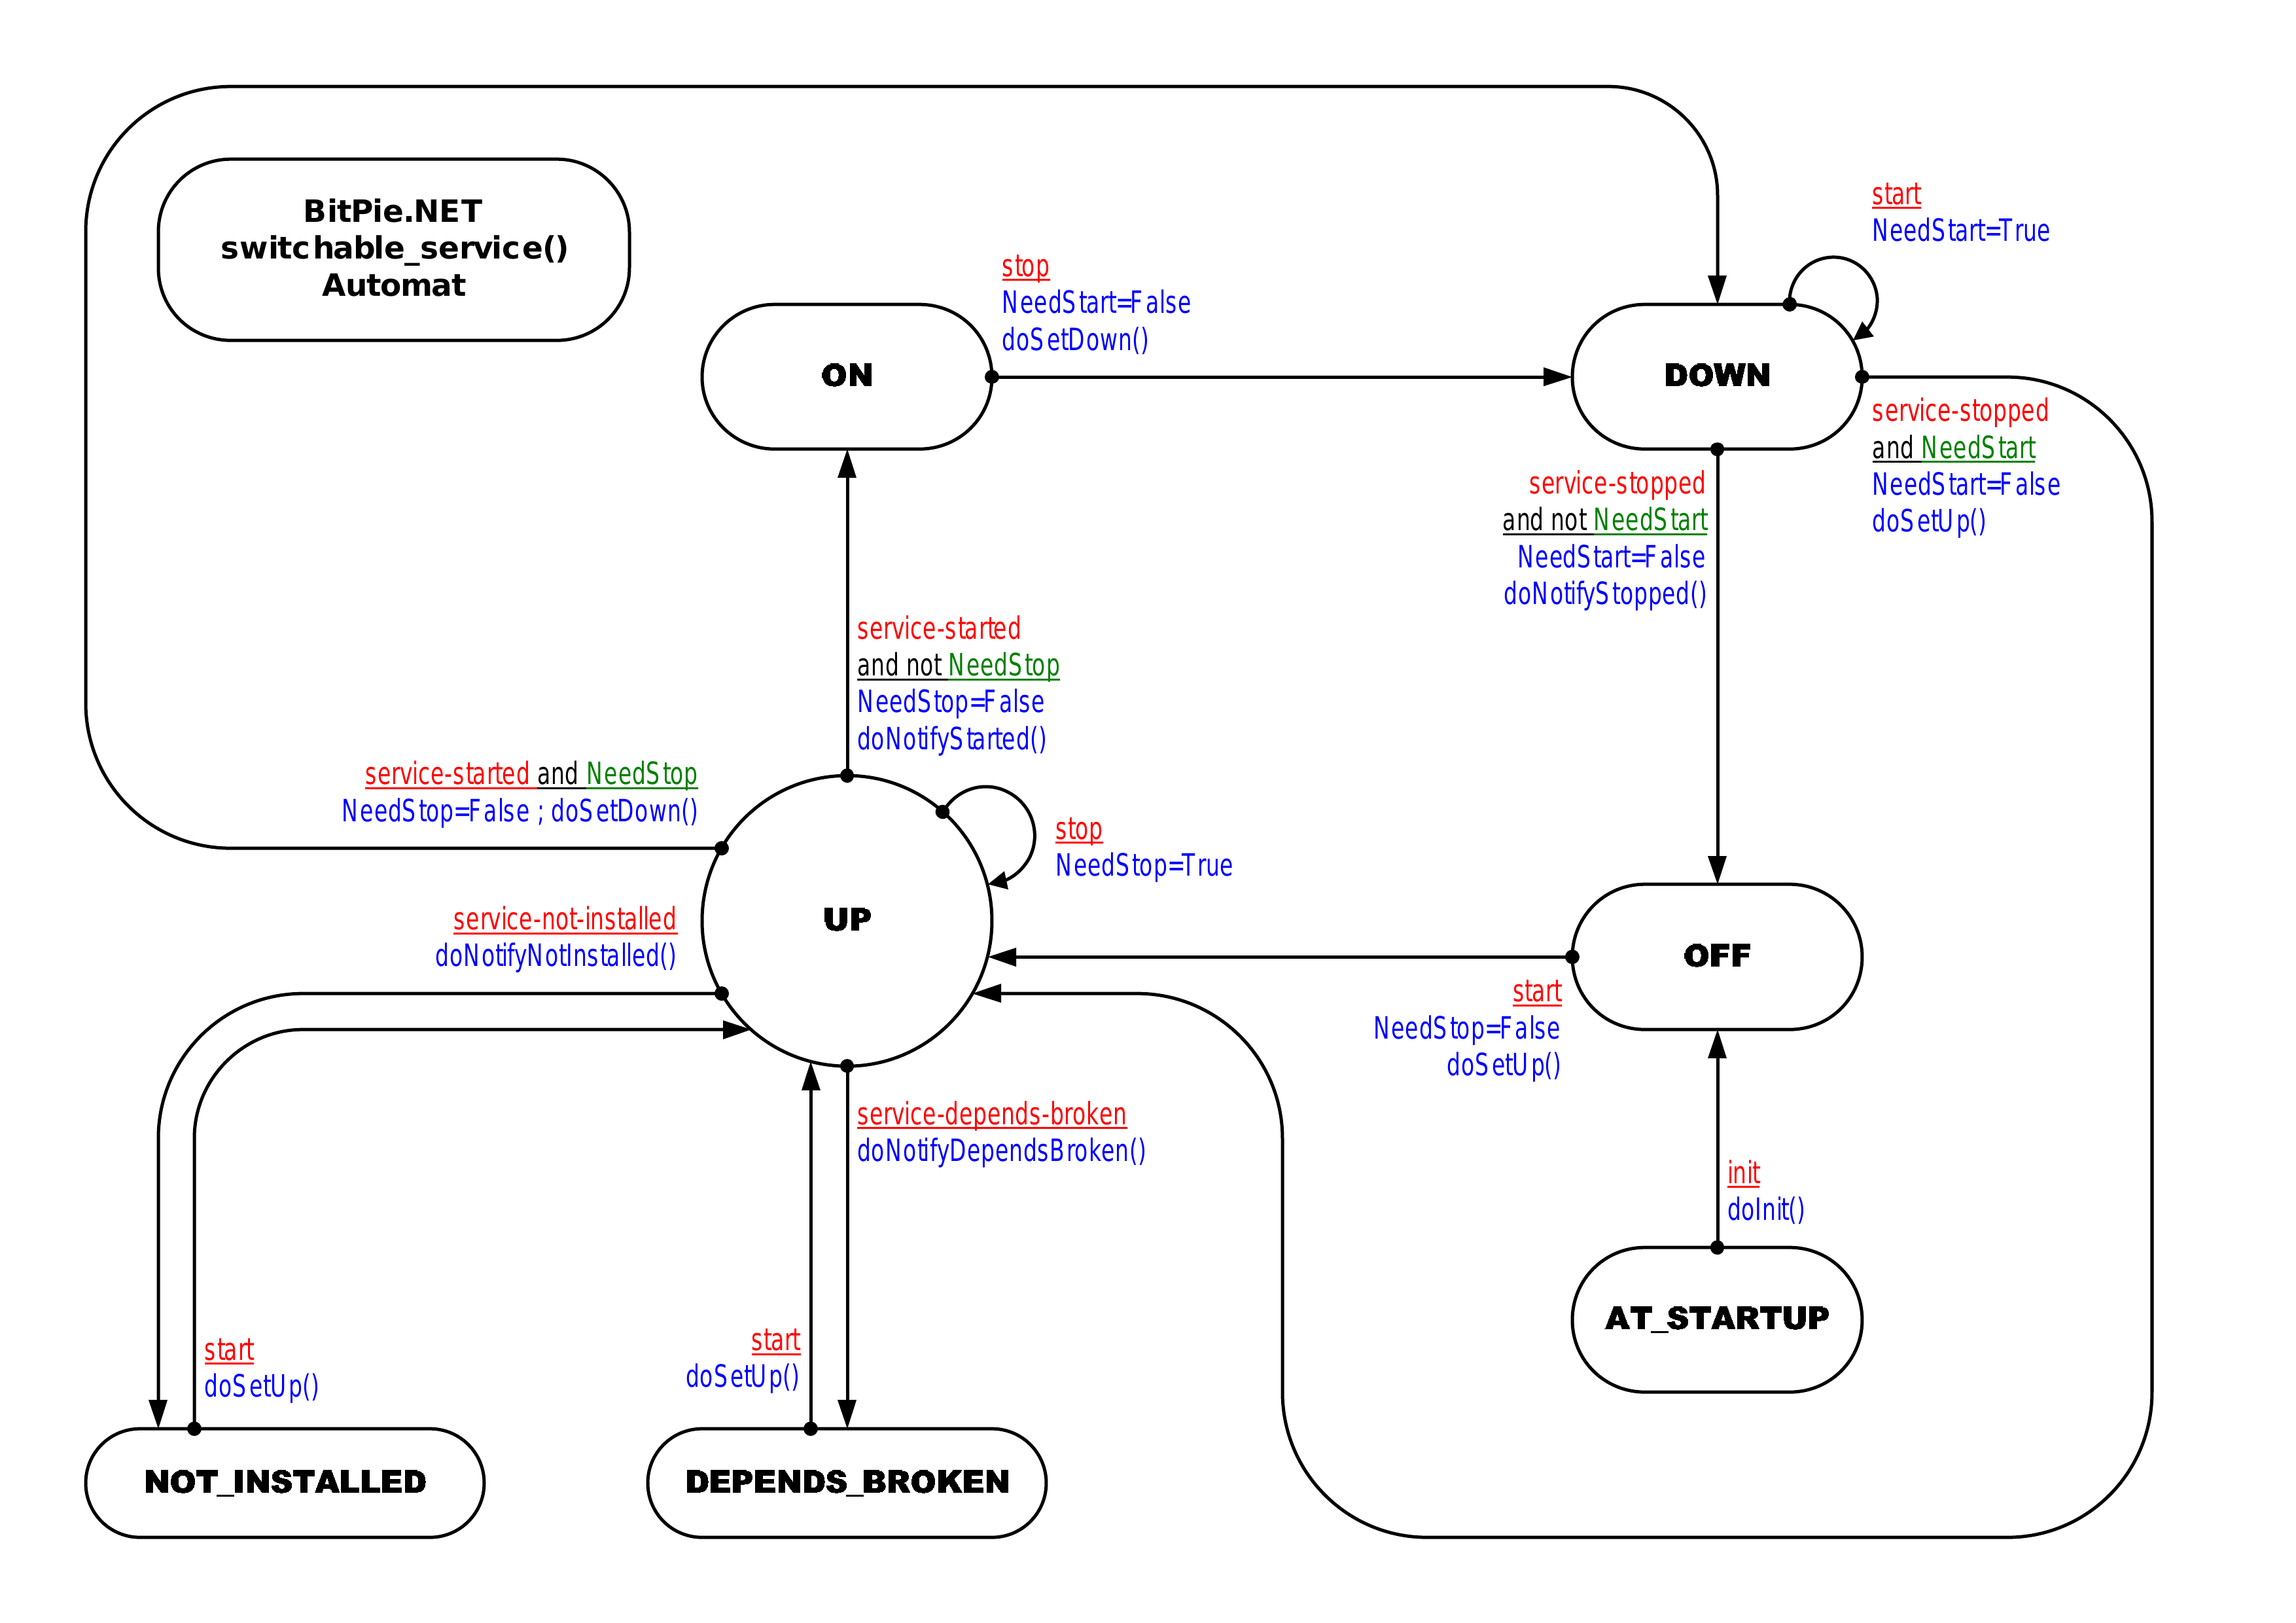 BitPie.NET
switchable_service()
Automat
start
NeedStart=True
stop
NeedStart=False
doSetDown()
ON
DOWN
service-stopped
and NeedStart
NeedStart=False
doSetUp()
service-stopped
and not NeedStart
NeedStart=False
doNotifyStopped()
service-started
and not NeedStop
NeedStop=False
doNotifyStarted()
service-started and NeedStop
NeedStop=False ; doSetDown()
stop
NeedStop=True
UP
service-not-installed
doNotifyNotInstalled()
OFF
start
NeedStop=False
doSetUp()
service-depends-broken
doNotifyDependsBroken()
init
doInit()
AT_STARTUP
start
doSetUp()
start
doSetUp()
NOT_INSTALLED
DEPENDS_BROKEN